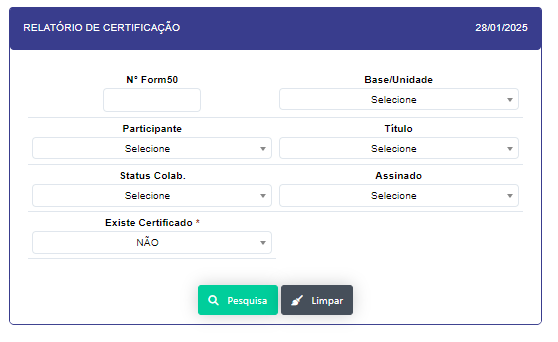 RELATÓRIO DE CERTIFICAÇÃO 28/01/2025
N° Form50 Base/Unidade
Selecione
Participante Título
Selecione Selecione
Status Colab. Assinado
Selecione Selecione
Existe Certificado *
NÃO
Pesquisa Limpar